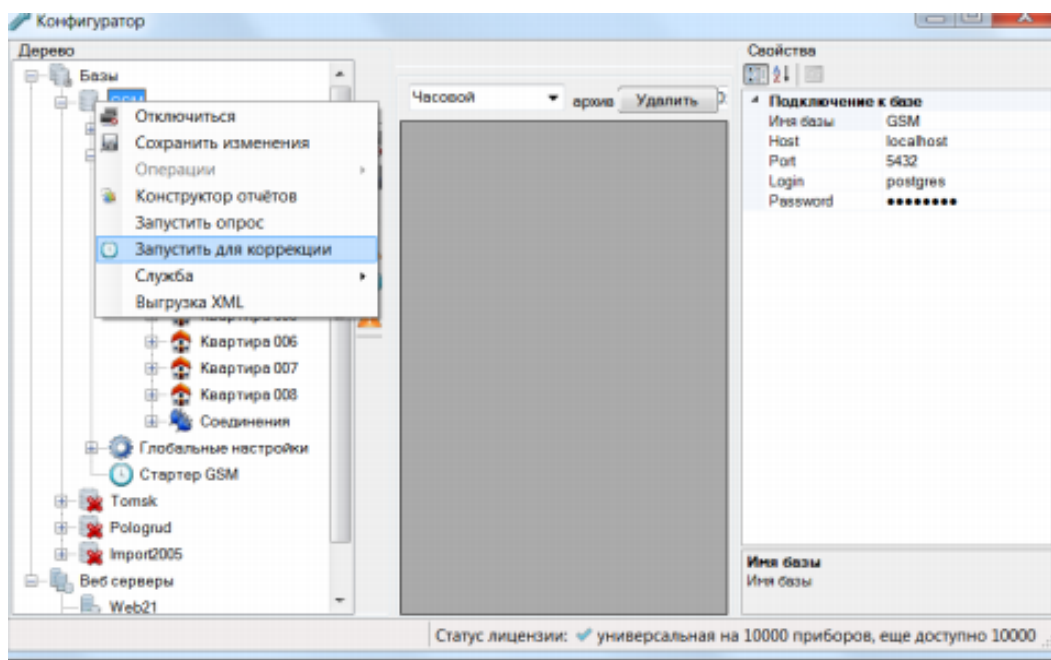 Конфигуратор
Дерево
Базы
GSM
Отключиться
Сохранить изменения
Операции
Конструктор отчётов
Запустить опрос
Запустить для коррекции
Служба
Выгрузка XML
Квартира 006
Квартира 007
Квартира 008
Соединения
Глобальные настройки
Стартер GSM
Tomsk
Pologrud
Import2005
Веб серверы
Web21
Часовой архив Удалить
Свойства
Подключение к базе
Имя базы GSM
Host localhost
Port 5432
Login postgres
Password ●●●●●●●●
Имя базы
Имя базы
Статус лицензии: универсальная на 10000 приборов, еще доступно 10000